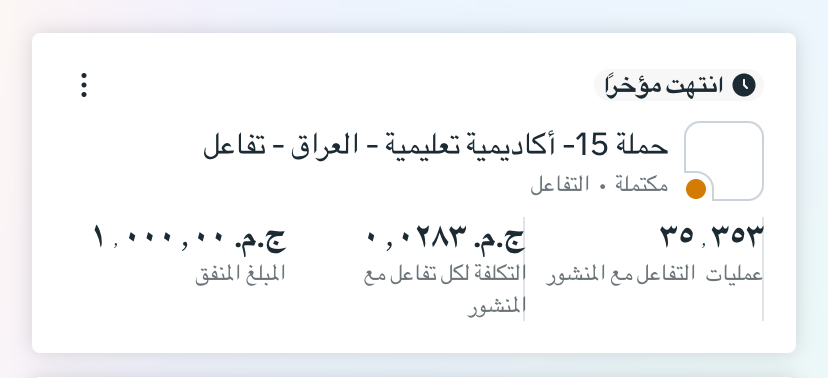 انتهت مؤخرًا
حملة 15- أكاديمية تعليمية - العراق - تفاعل
مكتملة • التفاعل
٣٥,٣٥٣
عمليات التفاعل مع المنشور
ج.م. ٠,٠٢٨٣
التكلفة لكل تفاعل مع
المنشور
ج.م. ١,٠٠٠,٠٠
المبلغ المنفق